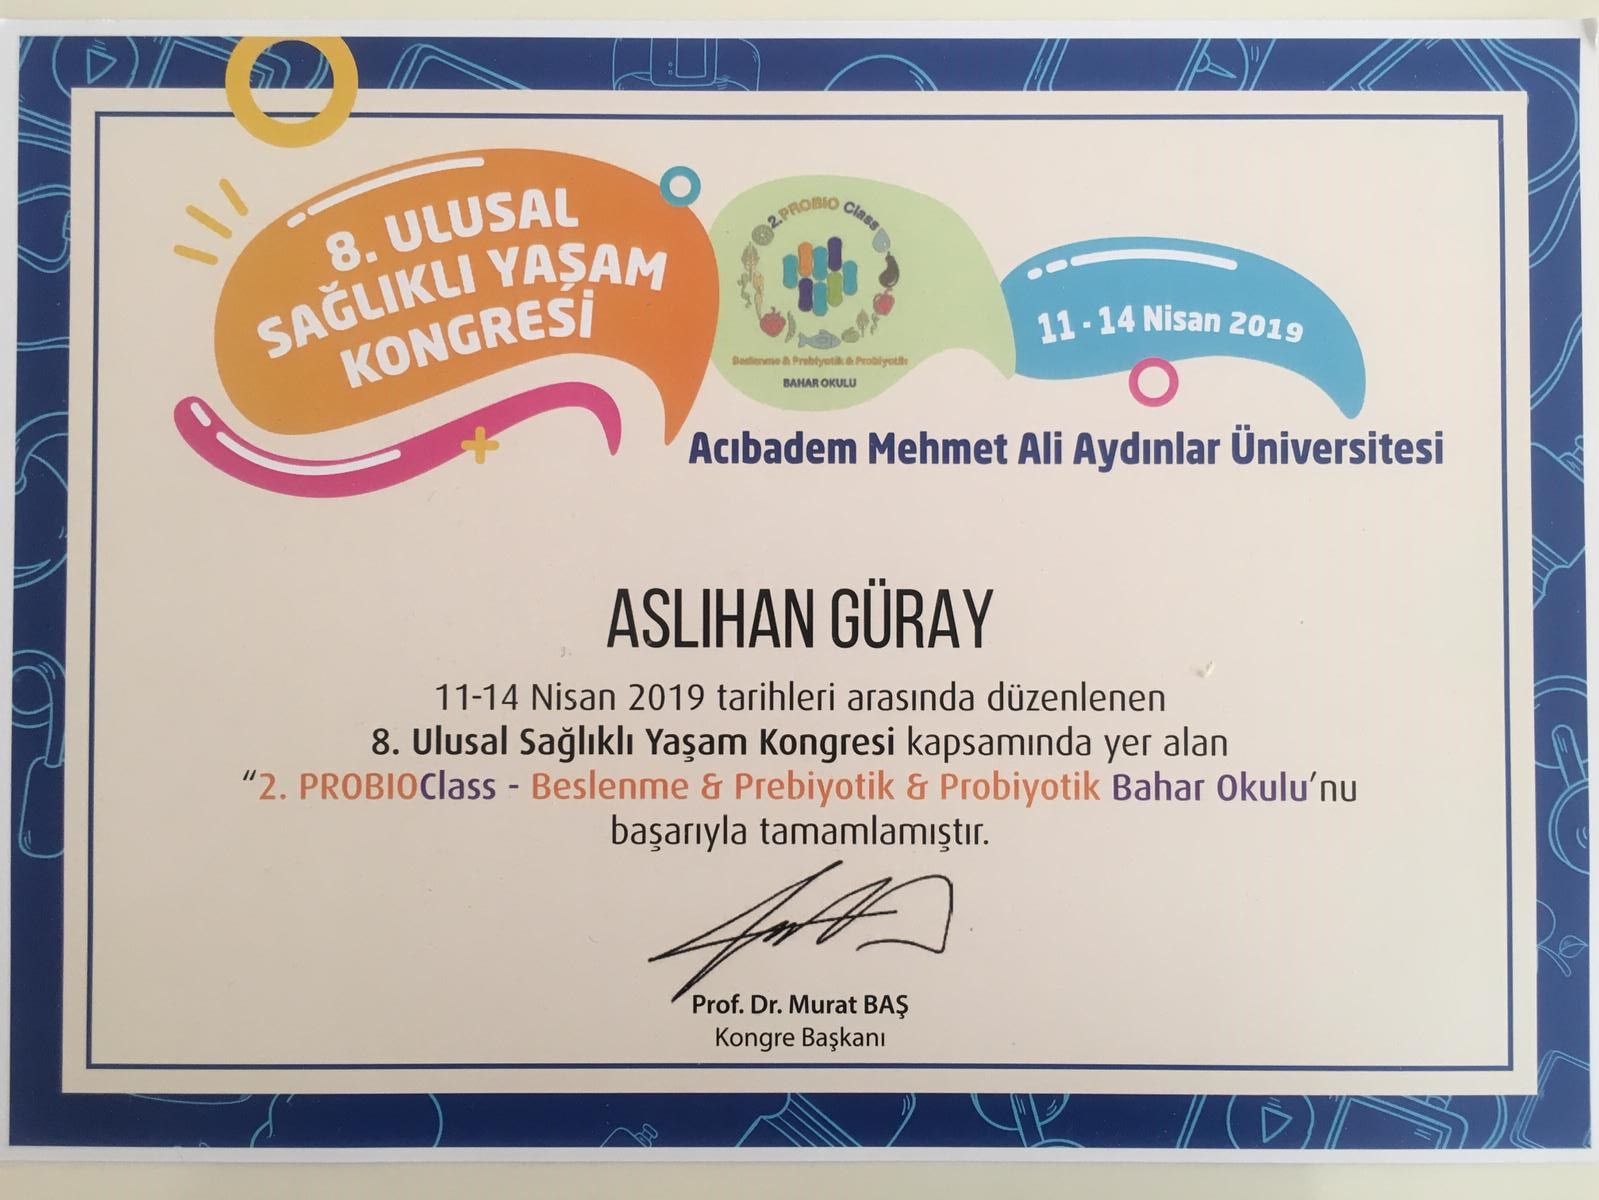 8. ULUSAL
SAĞLIKLI YAŞAM
KONGRESİ
2. PROBIO Class
Beslenme & Prebiyotik & Probiyotik
BAHAR OKULU
11 - 14 Nisan 2019
Acıbadem Mehmet Ali Aydınlar Üniversitesi
ASLIHAN GÜRAY
11-14 Nisan 2019 tarihleri arasında düzenlenen
8. Ulusal Sağlıklı Yaşam Kongresi kapsamında yer alan
“2. PROBIOClass - Beslenme & Prebiyotik & Probiyotik Bahar Okulu’nu
başarıyla tamamlamıştır.
Prof. Dr. Murat BAŞ
Kongre Başkanı